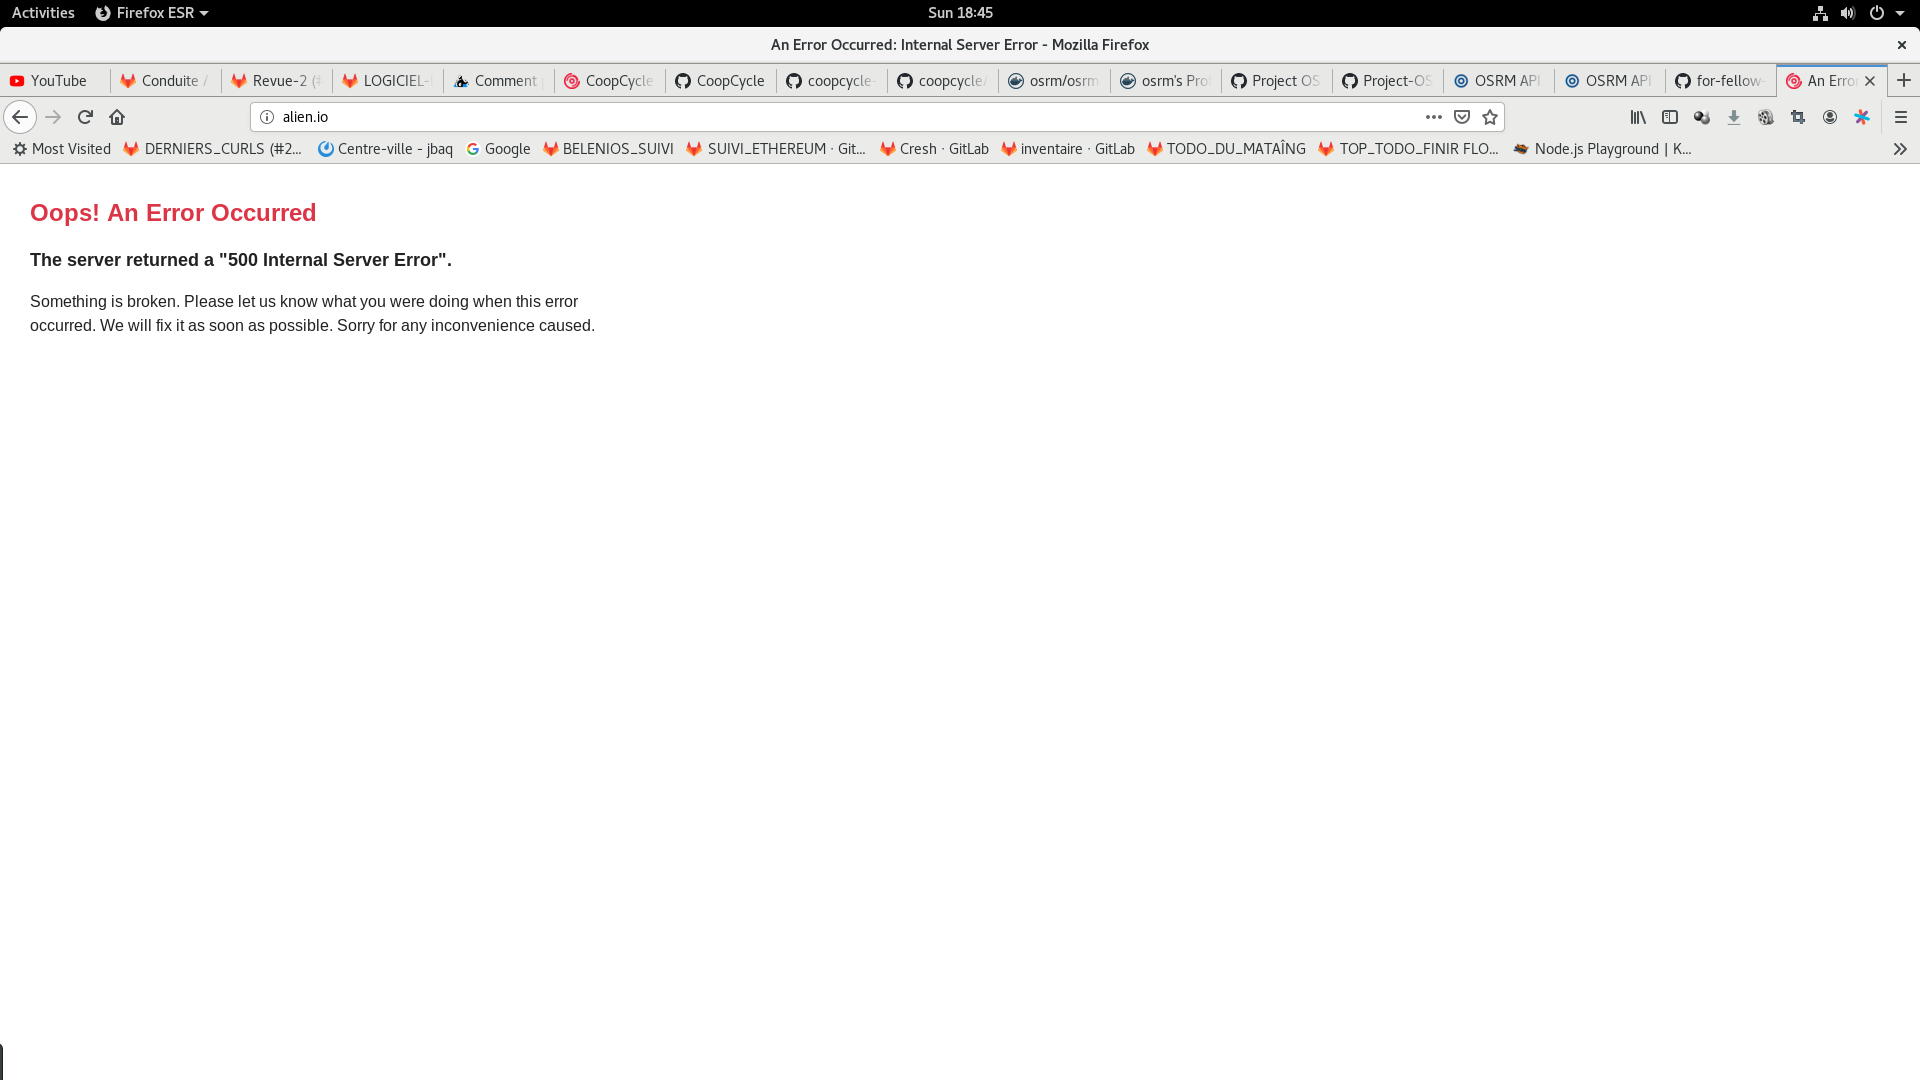 Activities Firefox ESR Sun 18:45
An Error Occurred: Internal Server Error - Mozilla Firefox
YouTube Conduite / Revue-2 (# LOGICIEL- Comment CoopCycle CoopCycle coopcycle- coopcycle/ osrm/osrm osrm's Pro Project OS Project-OS OSRM API OSRM API for-fellow- An Erro
alien.io
Most Visited DERNIERS_CURLS (#2... Centre-ville - jbaq Google BELENIOS_SUIVI SUIVI_ETHEREUM · Git... Cresh · GitLab inventaire · GitLab TODO_DU_MATAÎNG TOP_TODO_FINIR FLO... Node.js Playground | K...
Oops! An Error Occurred
The server returned a "500 Internal Server Error".
Something is broken. Please let us know what you were doing when this error
occurred. We will fix it as soon as possible. Sorry for any inconvenience caused.